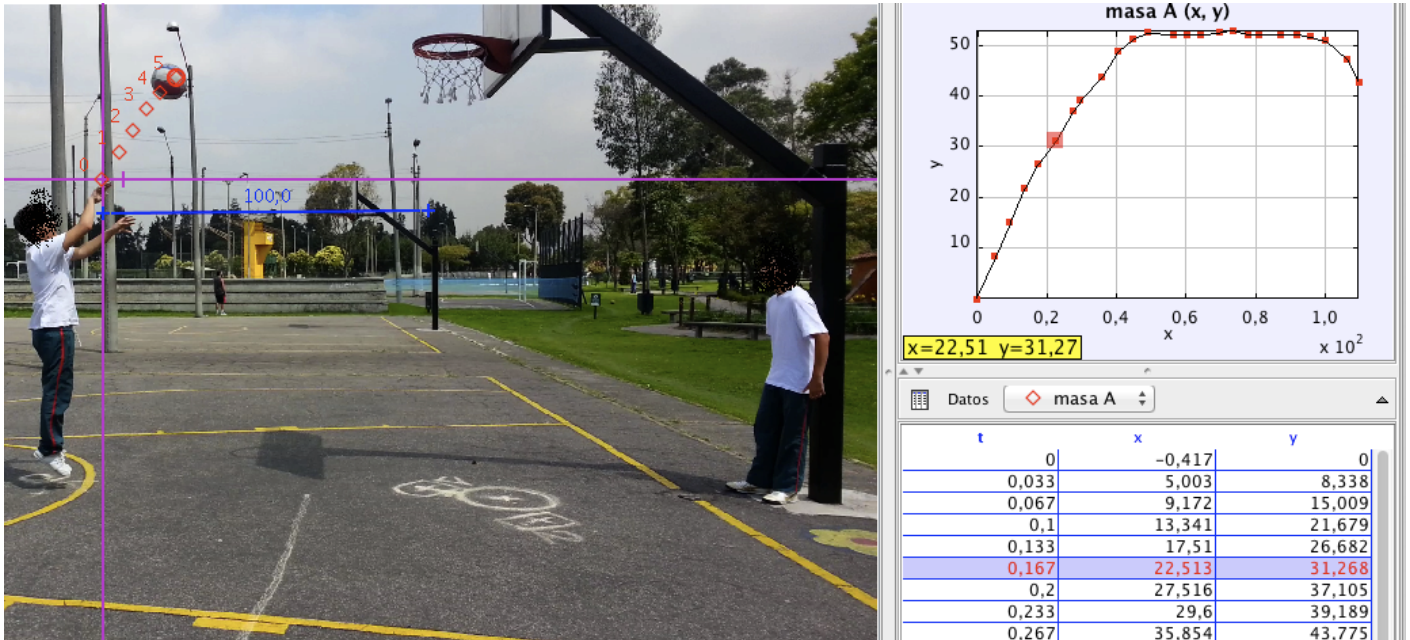 5
4
3
2
1
0
100,0
masa A (x, y)
50
40
30
20
10
y
0
0,2
0,4
0,6
0,8
1,0
x
x 10²
x=22,51 y=31,27
Datos masa A
t x y
0 −0,417 0
0,033 5,003 8,338
0,067 9,172 15,009
0,1 13,341 21,679
0,133 17,51 26,682
0,167 22,513 31,268
0,2 27,516 37,105
0,233 29,6 39,189
0,267 35,854 43,775